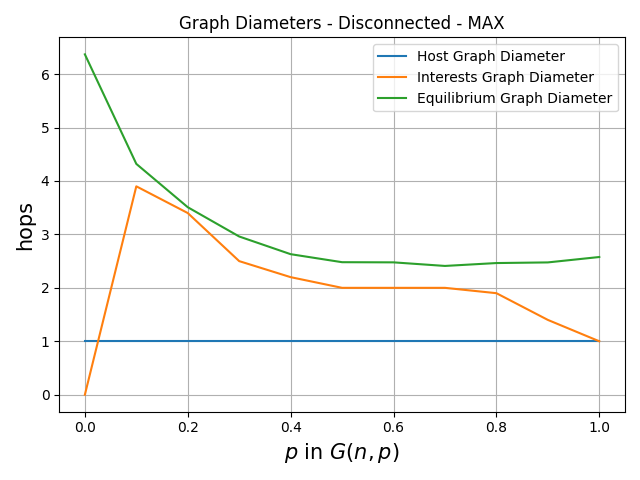 Graph Diameters - Disconnected - MAX
Host Graph Diameter
Interests Graph Diameter
Equilibrium Graph Diameter
hops
6
5
4
3
2
1
0
0.0 0.2 0.4 0.6 0.8 1.0
p in G(n, p)